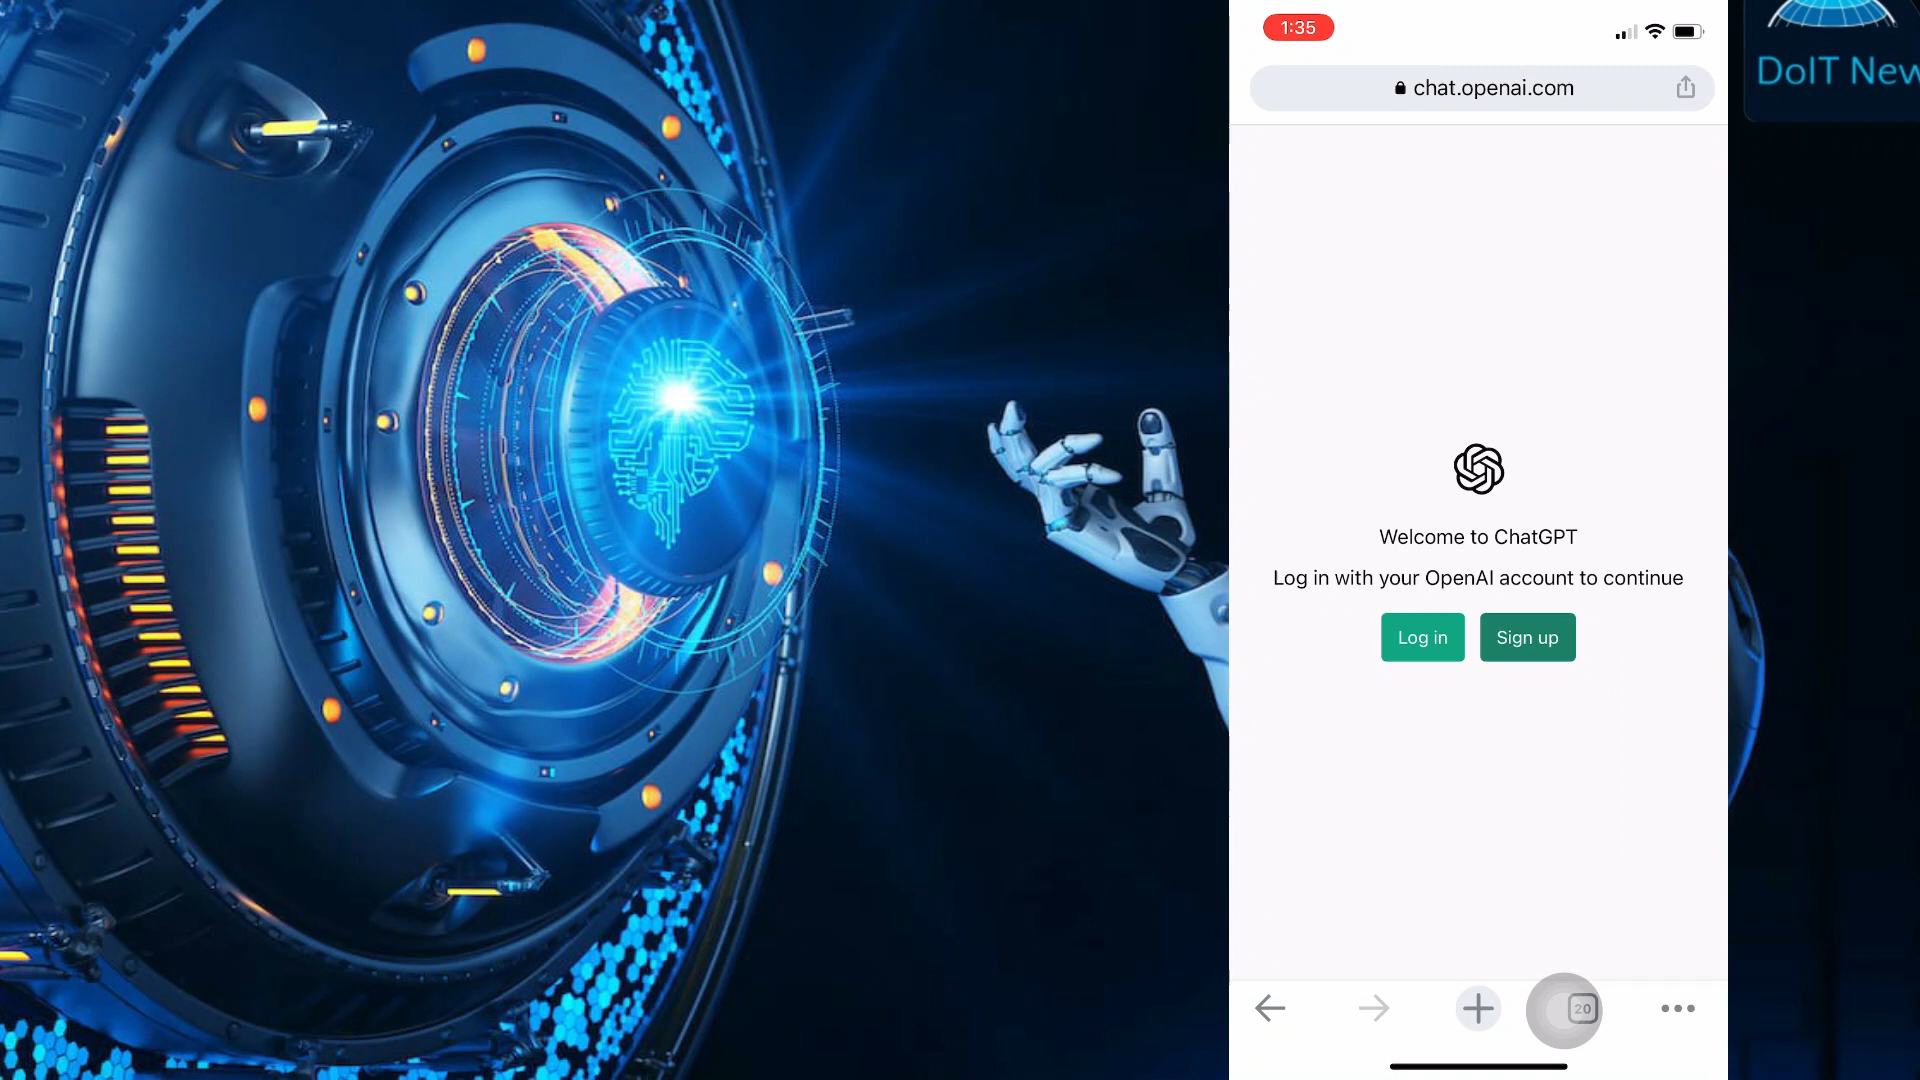 1:35
chat.openai.com
DoIT New
Welcome to ChatGPT
Log in with your OpenAI account to continue
Log in
Sign up
20